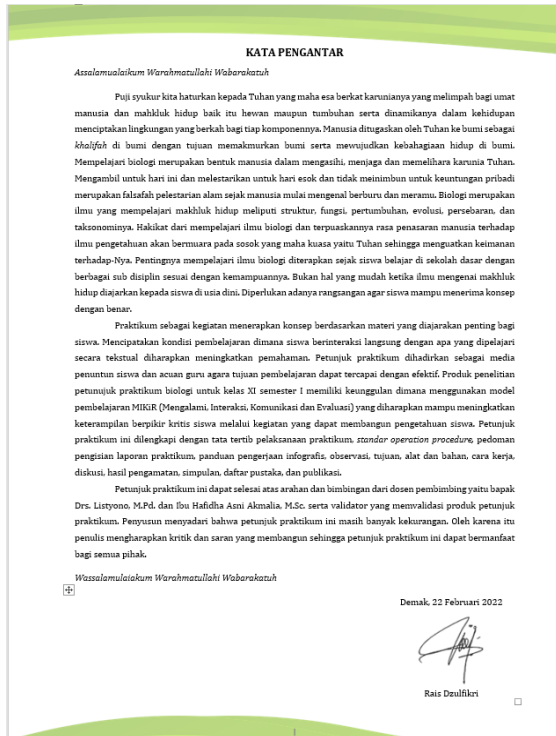 KATA PENGANTAR
Assalamualaikum Warahmatullahi Wabarakatuh
Puji syukur kita haturkan kepada Tuhan yang maha esa berkat karunianya yang melimpah bagi umat
manusia dan mahkluk hidup baik itu hewan maupun tumbuhan serta dinamikanya dalam kehidupan
menciptakan lingkungan yang berkah bagi tiap komponennya. Manusia ditugaskan oleh Tuhan ke bumi sebagai
khalifah di bumi dengan tujuan memakmurkan bumi serta mewujudkan kebahagiaan hidup di bumi.
Mempelajari biologi merupakan bentuk manusia dalam mengasihi, menjaga dan memelihara karunia Tuhan.
Mengambil untuk hari ini dan melestarikan untuk hari esok dan tidak meinimbun untuk keuntungan pribadi
merupakan falsafah pelestarian alam sejak manusia mulai mengenal berburu dan meramu. Biologi merupakan
ilmu yang mempelajari makhluk hidup meliputi struktur, fungsi, pertumbuhan, evolusi, persebaran, dan
taksonominya. Hakikat dari mempelajari ilmu biologi dan terpuaskannya rasa penasaran manusia terhadap
ilmu pengetahuan akan bermuara pada sosok yang maha kuasa yaitu Tuhan sehingga menguatkan keimanan
terhadap-Nya. Pentingnya mempelajari ilmu biologi diterapkan sejak siswa belajar di sekolah dasar dengan
berbagai sub disiplin sesuai dengan kemampuannya. Bukan hal yang mudah ketika ilmu mengenai makhluk
hidup diajarkan kepada siswa di usia dini. Diperlukan adanya rangsangan agar siswa mampu menerima konsep
dengan benar.
Praktikum sebagai kegiatan menerapkan konsep berdasarkan materi yang diajarakan penting bagi
siswa. Mencipatakan kondisi pembelajaran dimana siswa berinteraksi langsung dengan apa yang dipelajari
secara tekstual diharapkan meningkatkan pemahaman. Petunjuk praktikum dihadirkan sebagai media
penuntun siswa dan acuan guru agara tujuan pembelajaran dapat tercapai dengan efektif. Produk penelitian
petunujuk praktikum biologi untuk kelas XI semester I memiliki keunggulan dimana menggunakan model
pembelajaran MIKiR (Mengalami, Interaksi, Komunikasi dan Evaluasi) yang diharapkan mampu meningkatkan
keterampilan berpikir kritis siswa melalui kegiatan yang dapat membangun pengetahuan siswa. Petunjuk
praktikum ini dilengkapi dengan tata tertib pelaksanaan praktikum, standar operation procedure, pedoman
pengisian laporan praktikum, panduan pengerjaan infografis, observasi, tujuan, alat dan bahan, cara kerja,
diskusi, hasil pengamatan, simpulan, daftar pustaka, dan publikasi.
Petunjuk praktikum ini dapat selesai atas arahan dan bimbingan dari dosen pembimbing yaitu bapak
Drs. Listyono, M.Pd. dan Ibu Hafidha Asni Akmalia, M.Sc. serta validator yang memvalidasi produk petunjuk
praktikum. Penyusun menyadari bahwa petunjuk praktikum ini masih banyak kekurangan. Oleh karena itu
penulis mengharapkan kritik dan saran yang membangun sehingga petunjuk praktikum ini dapat bermanfaat
bagi semua pihak.
Wassalamulaiakum Warahmatullahi Wabarakatuh
Demak, 22 Februari 2022
Rais Dzulfikri